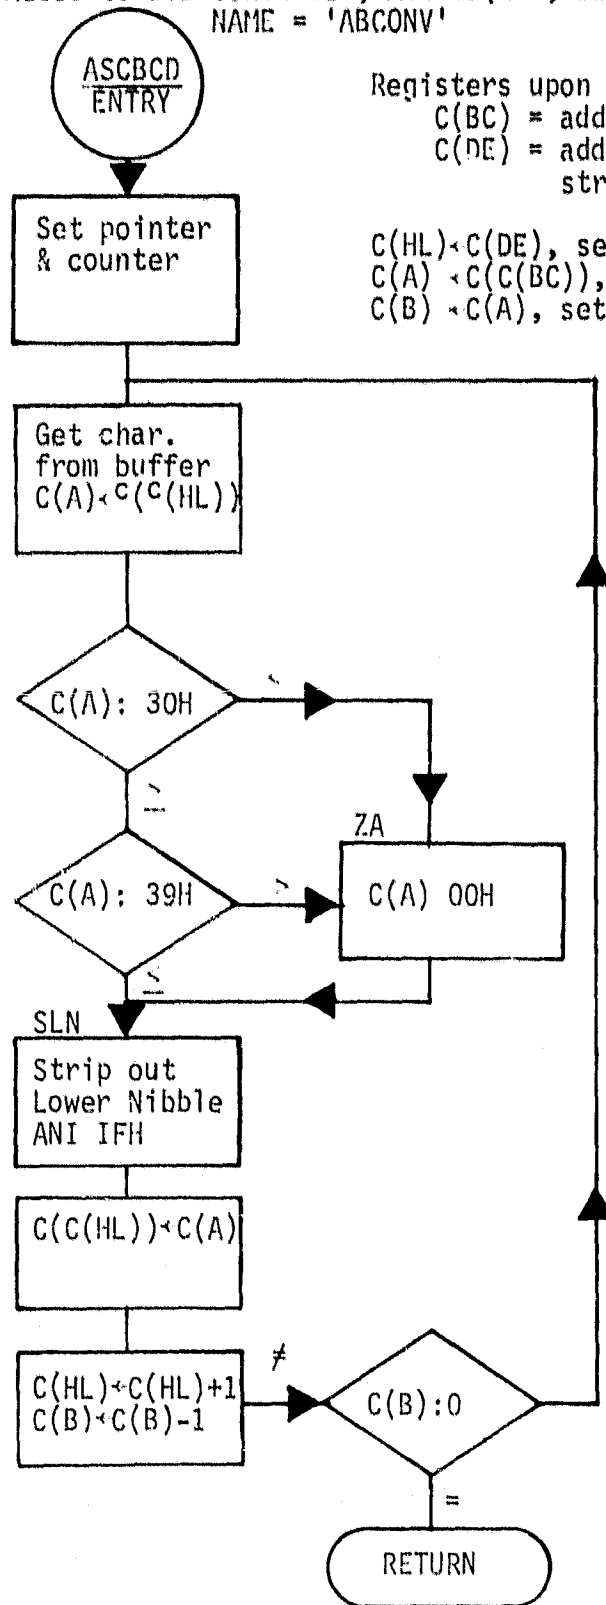 NAME = 'ABCONV'
ASCBCD
ENTRY
Registers upon
C(BC) = add
C(DE) = add
str
Set pointer
& counter
C(HL)←C(DE), se
C(A) ←C(C(BC)),
C(B) ←C(A), set
Get char.
from buffer
C(A)←C(C(HL))
C(A): 30H
<
≥
ZA
C(A): 39H
>
C(A) 00H
≤
SLN
Strip out
Lower Nibble
ANI IFH
C(C(HL))←C(A)
C(HL)←C(HL)+1
C(B)←C(B)-1
≠
C(B):0
=
RETURN